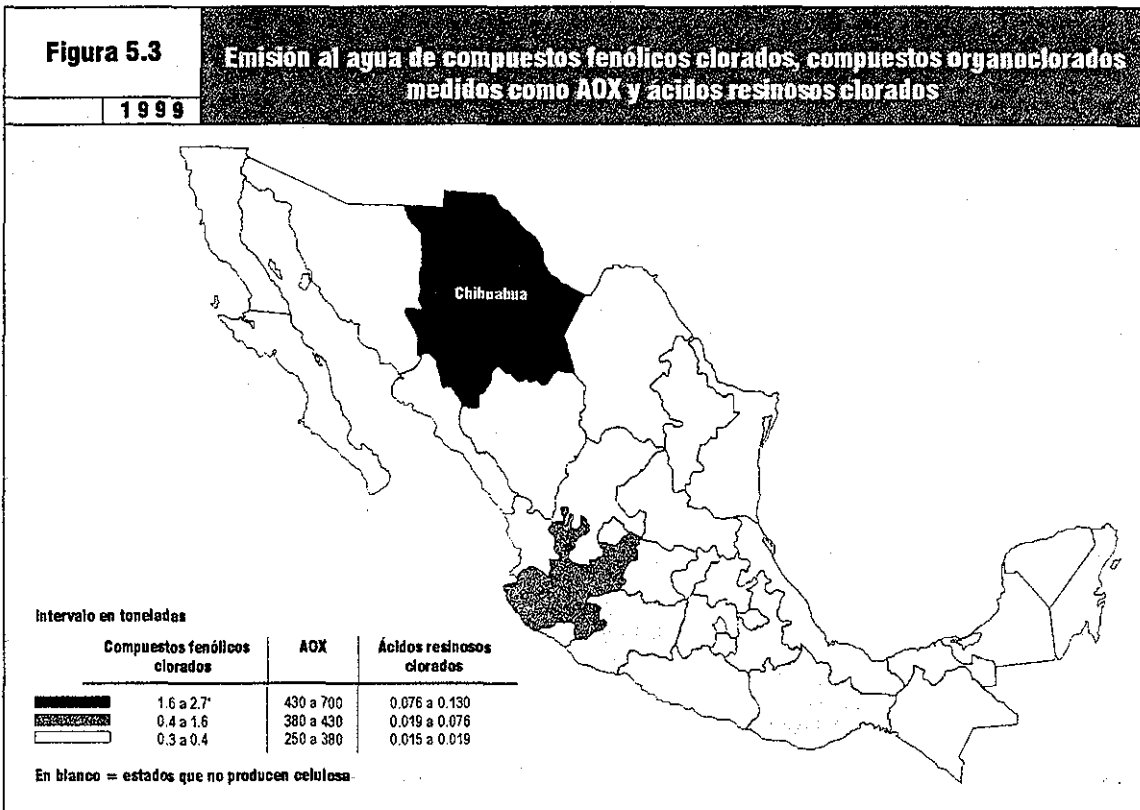 Figura 5.3
1999
Emisión al agua de compuestos fenólicos clorados, compuestos organoclorados
medidos como AOX y ácidos resinosos clorados
Chihuahua
Intervalo en toneladas
Compuestos fenólicos clorados | AOX | Ácidos resinosos clorados
1.6 a 2.7* | 430 a 700 | 0.076 a 0.130
0.4 a 1.6 | 380 a 430 | 0.019 a 0.076
0.3 a 0.4 | 250 a 380 | 0.015 a 0.019
En blanco = estados que no producen celulosa